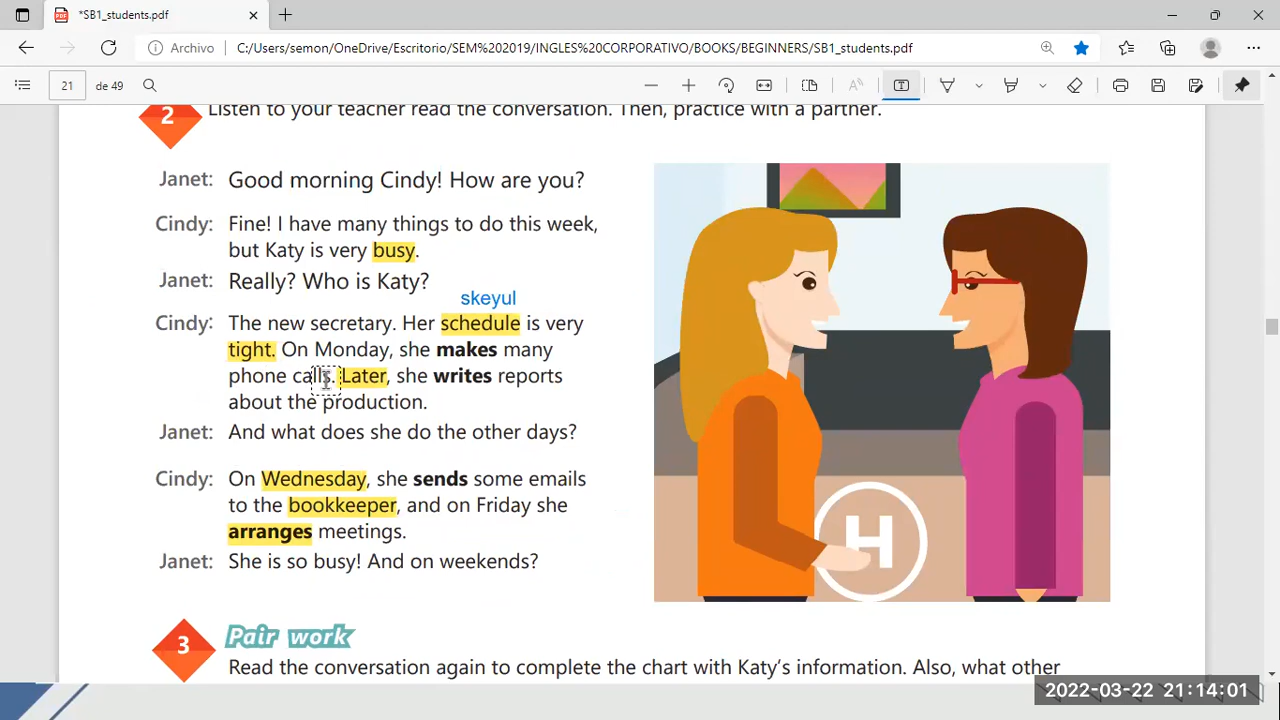 *SB1_students.pdf
Archivo C:/Users/semon/OneDrive/Escritorio/SEM%202019/INGLES%20CORPORATIVO/BOOKS/BEGINNERS/SB1_students.pdf
21 de 49
2 Listen to your teacher read the conversation. Then, practice with a partner.
Janet: Good morning Cindy! How are you?
Cindy: Fine! I have many things to do this week,
but Katy is very busy.
Janet: Really? Who is Katy?
skeyul
Cindy: The new secretary. Her schedule is very
tight. On Monday, she makes many
phone calls. Later, she writes reports
about the production.
Janet: And what does she do the other days?
Cindy: On Wednesday, she sends some emails
to the bookkeeper, and on Friday she
arranges meetings.
Janet: She is so busy! And on weekends?
H
3 Pair work
Read the conversation again to complete the chart with Katy's information. Also, what other
2022-03-22 21:14:01